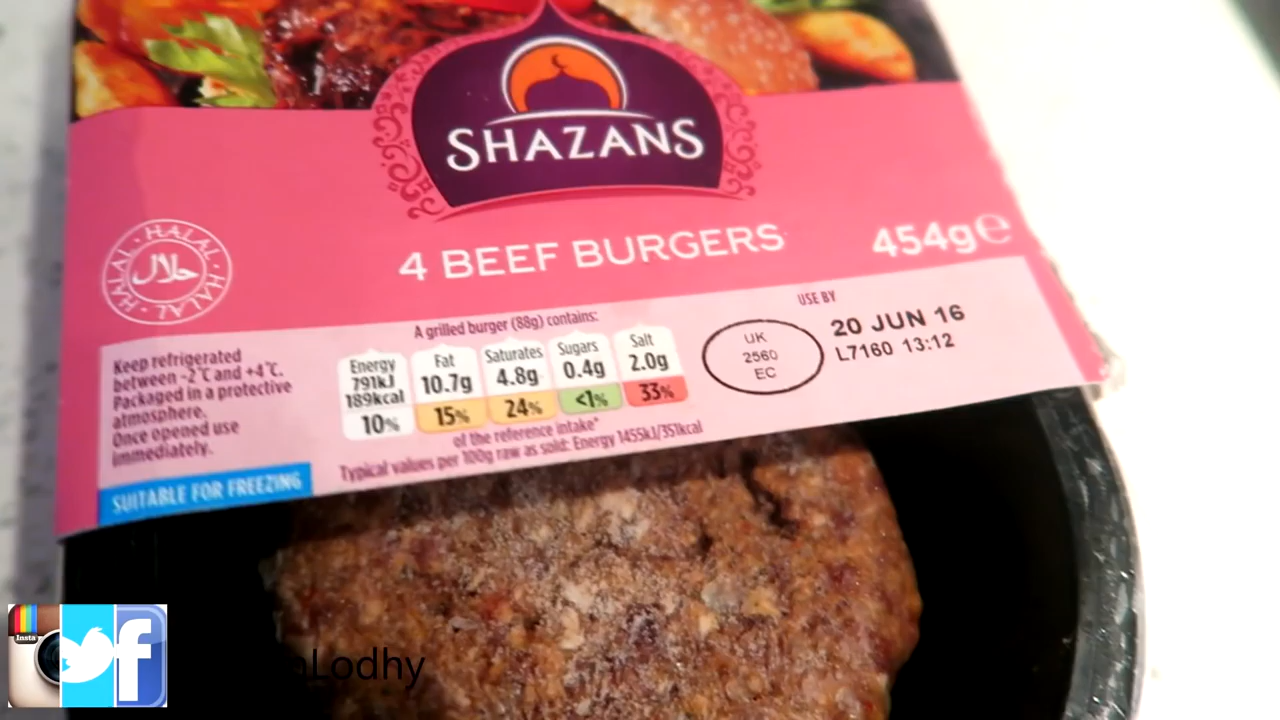 SHAZANS
HALAL · HALAL · HALAL
حلال
4 BEEF BURGERS
454g℮
Keep refrigerated
between -2°C and +4°C.
Packaged in a protective
atmosphere.
Once opened use
immediately.
SUITABLE FOR FREEZING
A grilled burger (88g) contains:
Energy
791kJ
189kcal
10%
Fat
10.7g
15%
Saturates
4.8g
24%
Sugars
0.4g
<1%
Salt
2.0g
33%
of the reference intake*
Typical values per 100g raw as sold: Energy 1455kJ/351kcal
UK
2560
EC
USE BY
20 JUN 16
L7160 13:12
Insta
Lodhy